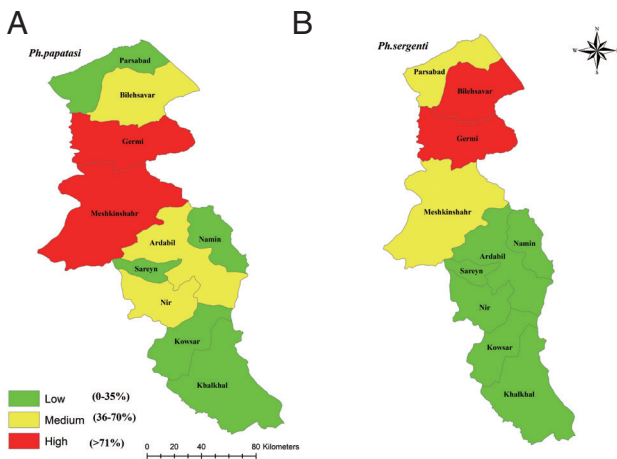 A
Ph.papatasi
Parsabad
Bilehsavar
Germi
Meshkinshahr
Ardabil
Namin
Sareyn
Nir
Kowsar
Khalkhal
Low (0-35%)
Medium (36-70%)
High (>71%)
0 20 40 80 Kilometers
B
Ph.sergenti
N
W E
S
Parsabad
Bilehsavar
Germi
Meshkinshahr
Ardabil
Namin
Sareyn
Nir
Kowsar
Khalkhal